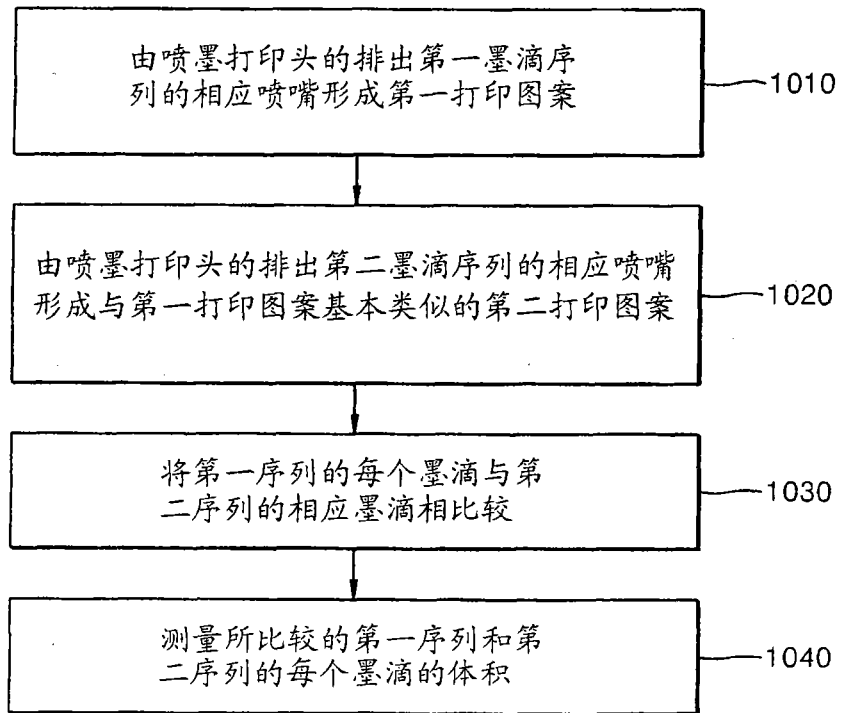 由喷墨打印头的排出第一墨滴序
列的相应喷嘴形成第一打印图案
1010
由喷墨打印头的排出第二墨滴序列的相应喷嘴
形成与第一打印图案基本类似的第二打印图案
1020
将第一序列的每个墨滴与第
二序列的相应墨滴相比较
1030
测量所比较的第一序列和第
二序列的每个墨滴的体积
1040